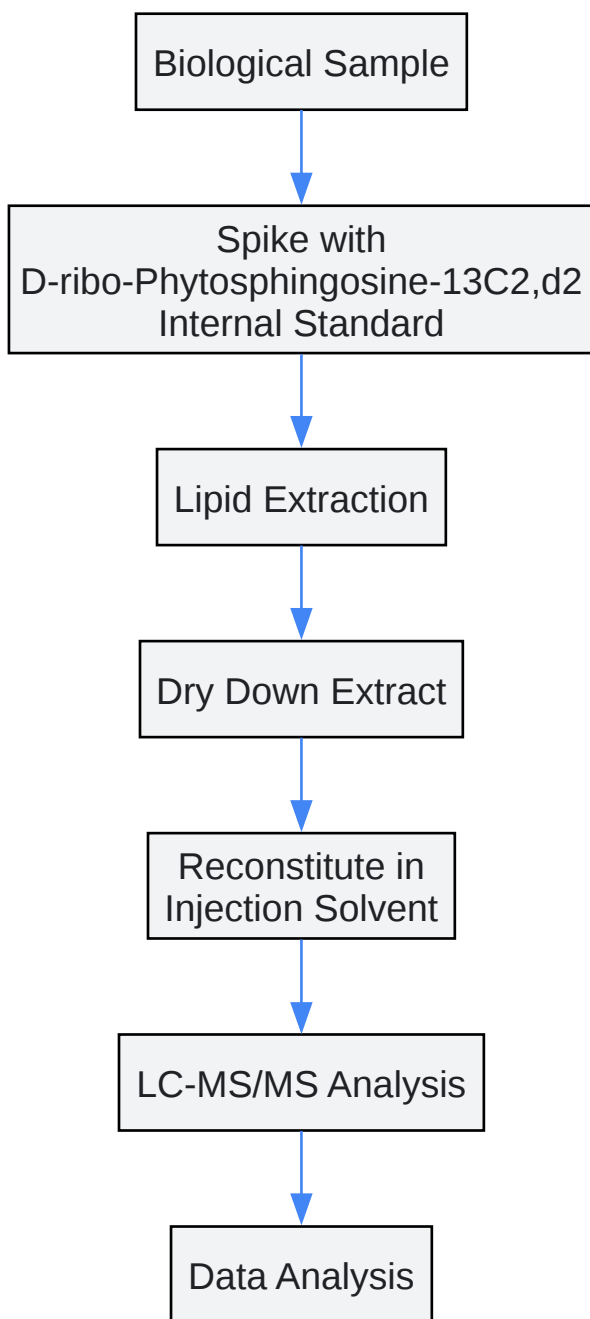 Biological Sample
Spike with
D-ribo-Phytosphingosine-13C2,d2
Internal Standard
Lipid Extraction
Dry Down Extract
Reconstitute in
Injection Solvent
LC-MS/MS Analysis
Data Analysis